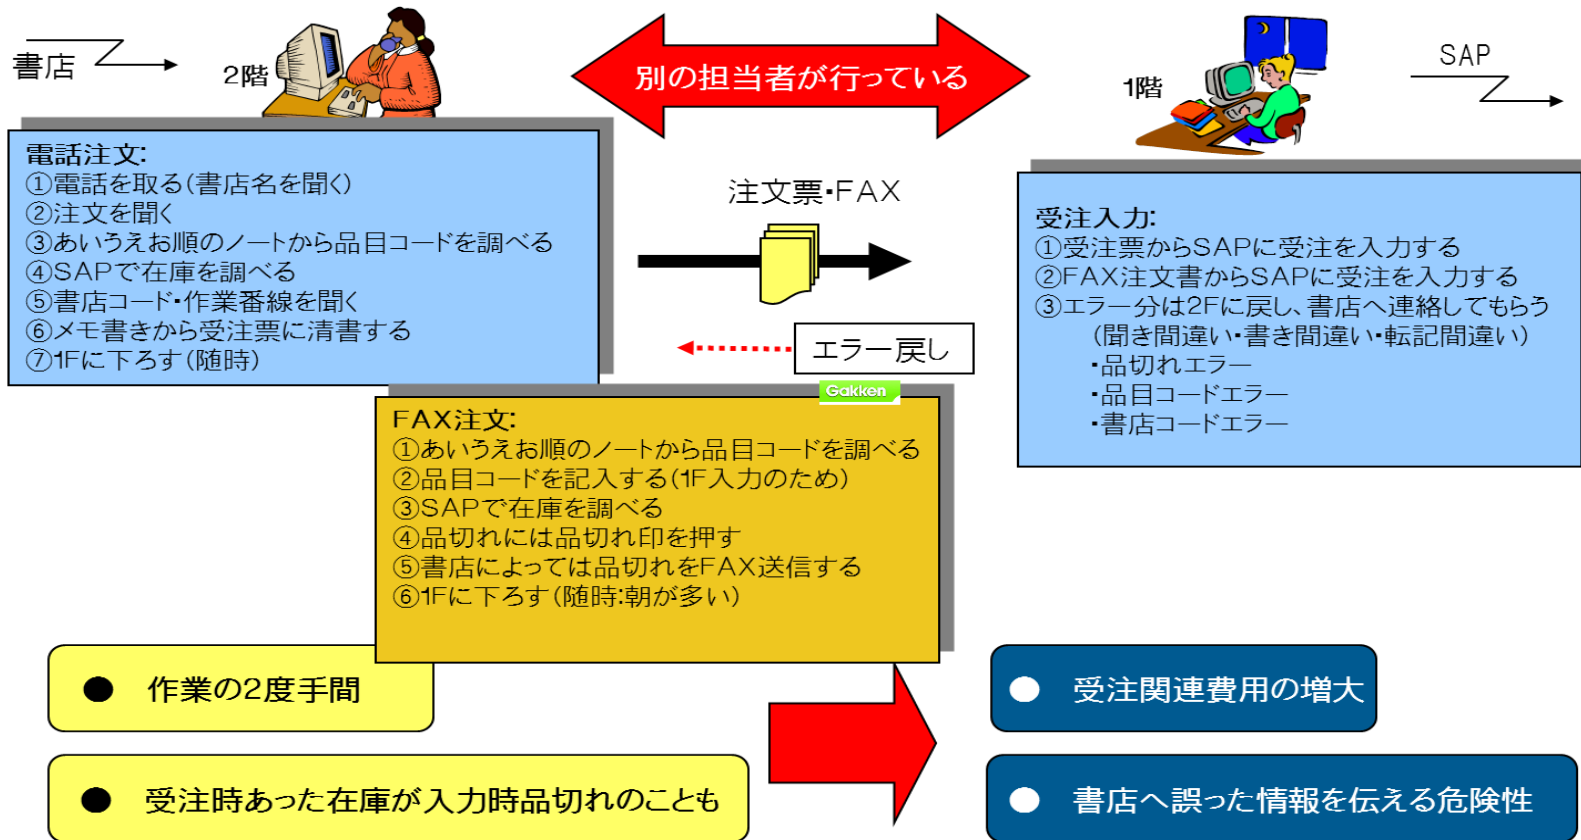 書店
2階
別の担当者が行っている
1階
SAP
電話注文:
①電話を取る(書店名を聞く)
②注文を聞く
③あいうえお順のノートから品目コードを調べる
④SAPで在庫を調べる
⑤書店コード・作業番線を聞く
⑥メモ書きから受注票に清書する
⑦1Fに下ろす(随時)
注文票・FAX
エラー戻し
受注入力:
①受注票からSAPに受注を入力する
②FAX注文書からSAPに受注を入力する
③エラー分は2Fに戻し、書店へ連絡してもらう
(聞き間違い・書き間違い・転記間違い)
・品切れエラー
・品目コードエラー
・書店コードエラー
Gakken
FAX注文:
①あいうえお順のノートから品目コードを調べる
②品目コードを記入する(1F入力のため)
③SAPで在庫を調べる
④品切れには品切れ印を押す
⑤書店によっては品切れをFAX送信する
⑥1Fに下ろす(随時:朝が多い)
● 作業の2度手間
● 受注時あった在庫が入力時品切れのことも
● 受注関連費用の増大
● 書店へ誤った情報を伝える危険性